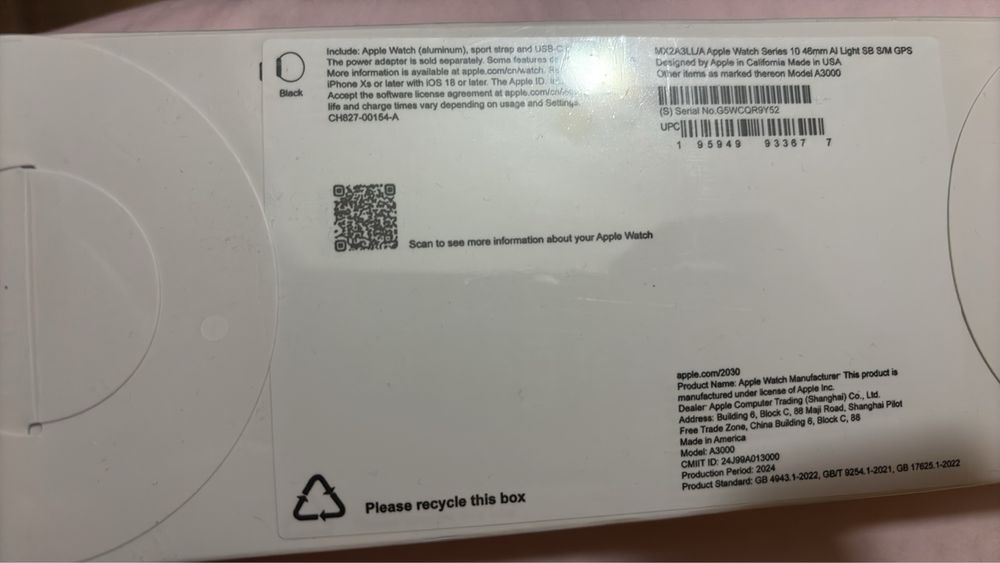 Black
Include: Apple Watch (aluminum), sport strap and USB-C
The power adapter is sold separately. Some features
More information is available at apple.com/cn/watch.
iPhone Xs or later with iOS 18 or later. The Apple ID,
Accept the software license agreement at apple.com/cn
life and charge times vary depending on usage and Settings.
CH827-00154-A
MX2A3LL/A Apple Watch Series 10 46mm Al Light SB S/M GPS
Designed by Apple in California Made in USA
Other items as marked thereon Model A3000
(S) Serial No.G5WCQR9Y52
UPC
1 95949 93367 7
Scan to see more information about your Apple Watch
apple.com/2030
Product Name: Apple Watch Manufacturer This product is
manufactured under license of Apple Inc.
Dealer Apple Computer Trading (Shanghai) Co., Ltd.
Address: Building 6, Block C, 88 Maji Road, Shanghai Pilot
Free Trade Zone, China Building 6, Block C, 88
Made in America
Model: A3000
CMIIT ID: 24J99A013000
Production Period: 2024
Product Standard: GB 4943.1-2022, GB/T 9254.1-2021, GB 17625.1-2022
Please recycle this box